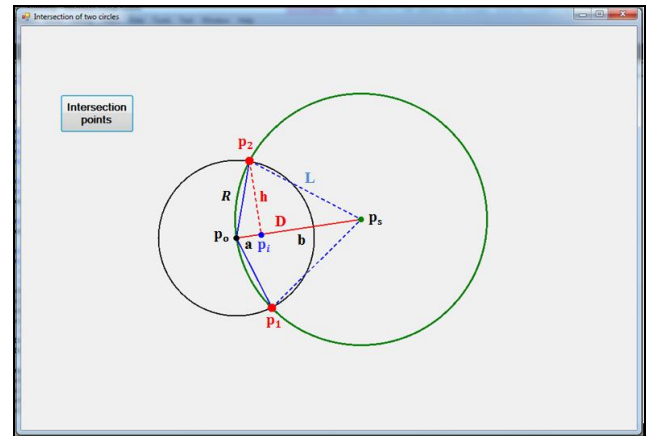 Intersection of two circles
Intersection
points
p₂
L
R
h
D
pₛ
pₒ
a
pᵢ
b
p₁